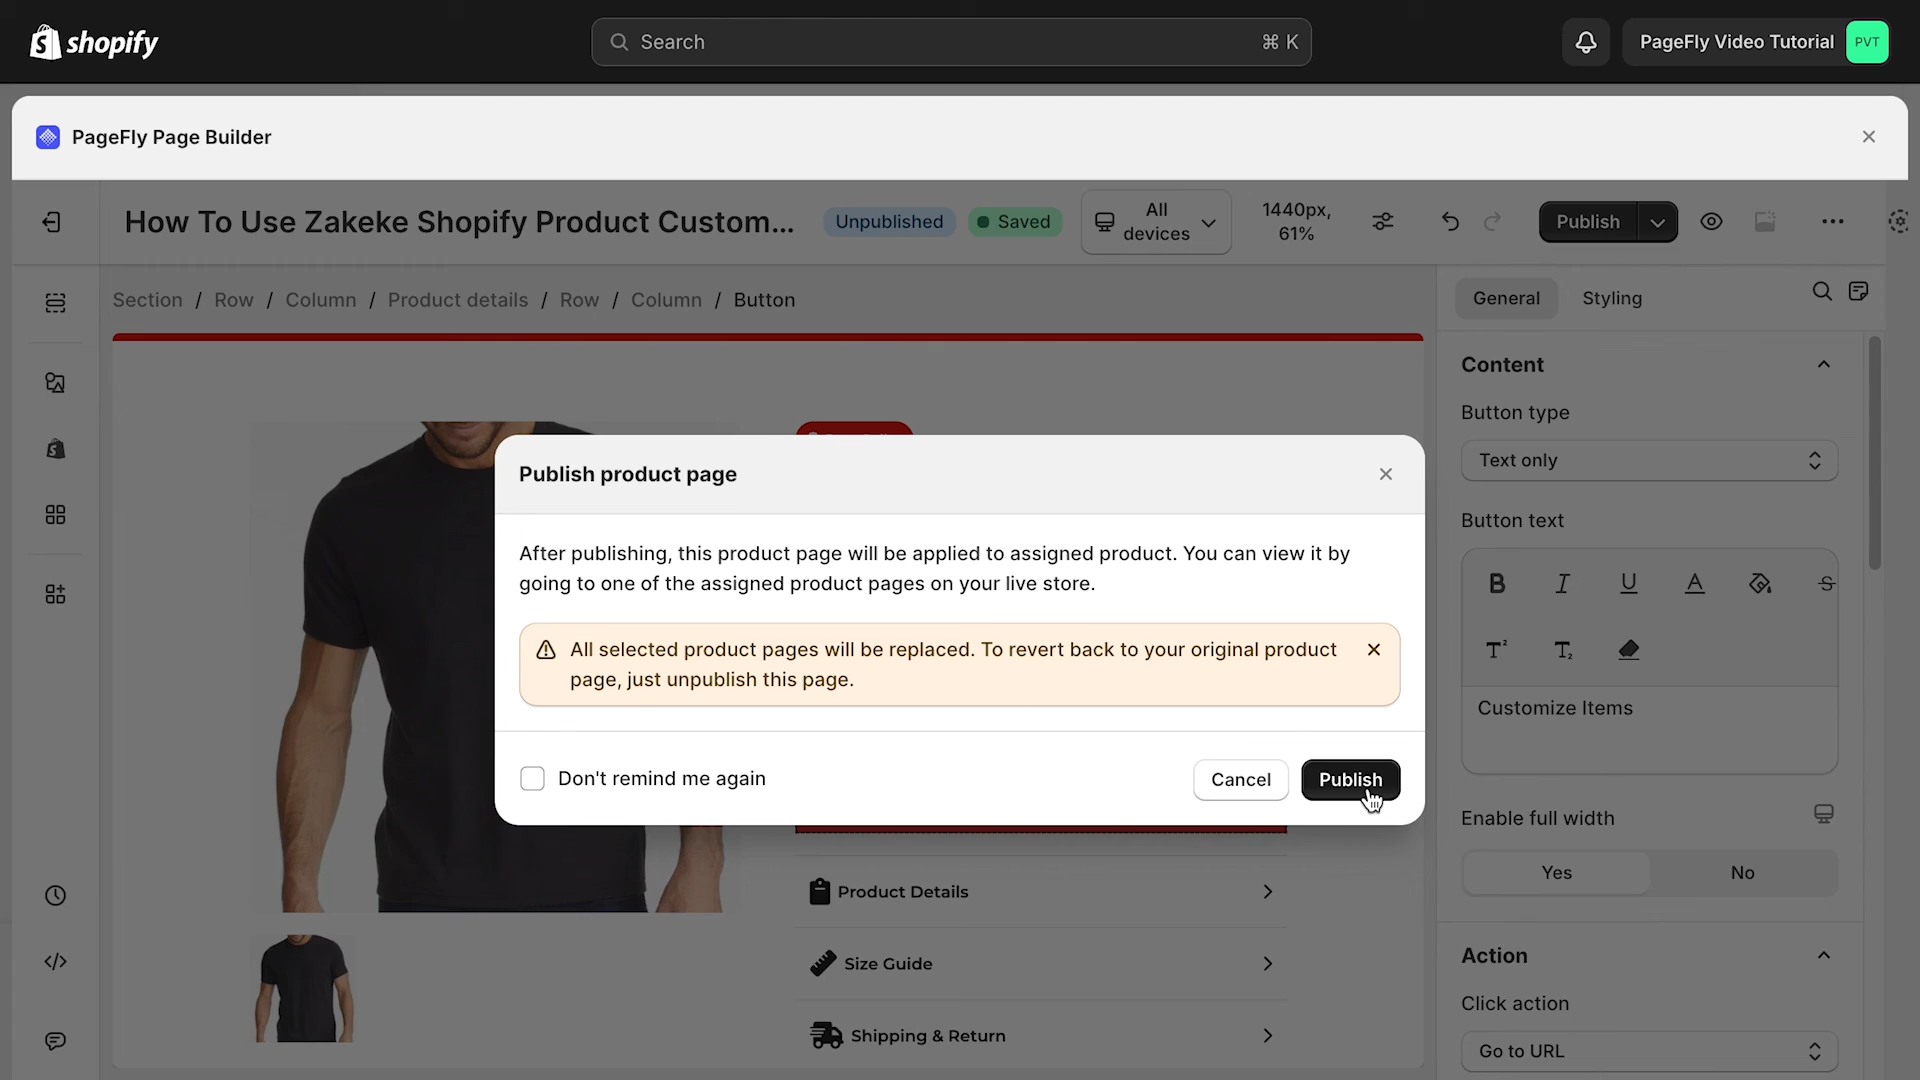 shopify
Search
⌘ K
PageFly Video Tutorial
PVT
PageFly Page Builder
How To Use Zakeke Shopify Product Custom...
Unpublished
Saved
All
devices
1440px,
61%
Publish
Section / Row / Column / Product details / Row / Column / Button
General
Styling
Content
Button type
Text only
Button text
B I U A S
T² T₂
Customize Items
Enable full width
Yes
No
Action
Click action
Go to URL
Publish product page
After publishing, this product page will be applied to assigned product. You can view it by
going to one of the assigned product pages on your live store.
All selected product pages will be replaced. To revert back to your original product
page, just unpublish this page.
Don't remind me again
Cancel
Publish
Product Details
Size Guide
Shipping & Return